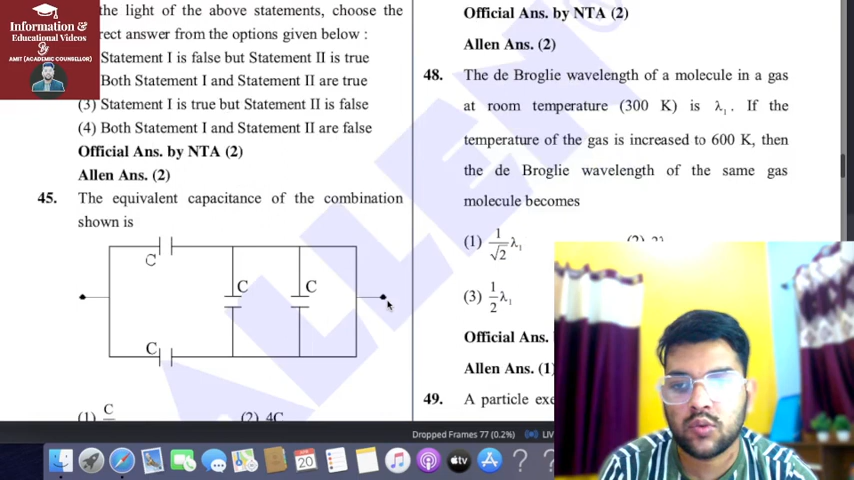 Information &
Educational Videos
By
AMIT (ACADEMIC COUNSELLOR)
the light of the above statements, choose the
rect answer from the options given below :
Statement I is false but Statement II is true
Both Statement I and Statement II are true
(3) Statement I is true but Statement II is false
(4) Both Statement I and Statement II are false
Official Ans. by NTA (2)
Allen Ans. (2)
45. The equivalent capacitance of the combination
shown is
C
C
C
C
(1) C
(2) 4C
Official Ans. by NTA (2)
Allen Ans. (2)
48. The de Broglie wavelength of a molecule in a gas
at room temperature (300 K) is λ₁. If the
temperature of the gas is increased to 600 K, then
the de Broglie wavelength of the same gas
molecule becomes
(1) 1/√2 λ₁
(3) 1/2 λ₁
Official Ans.
Allen Ans. (1)
49. A particle exe
ALLEN
Dropped Frames 77 (0.2%)
LIV
20
tv